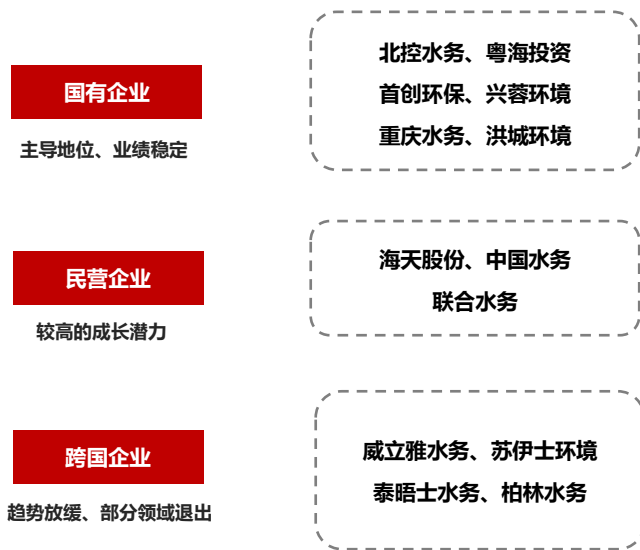 国有企业
主导地位、业绩稳定
北控水务、粤海投资
首创环保、兴蓉环境
重庆水务、洪城环境
民营企业
较高的成长潜力
海天股份、中国水务
联合水务
跨国企业
趋势放缓、部分领域退出
威立雅水务、苏伊士环境
泰晤士水务、柏林水务